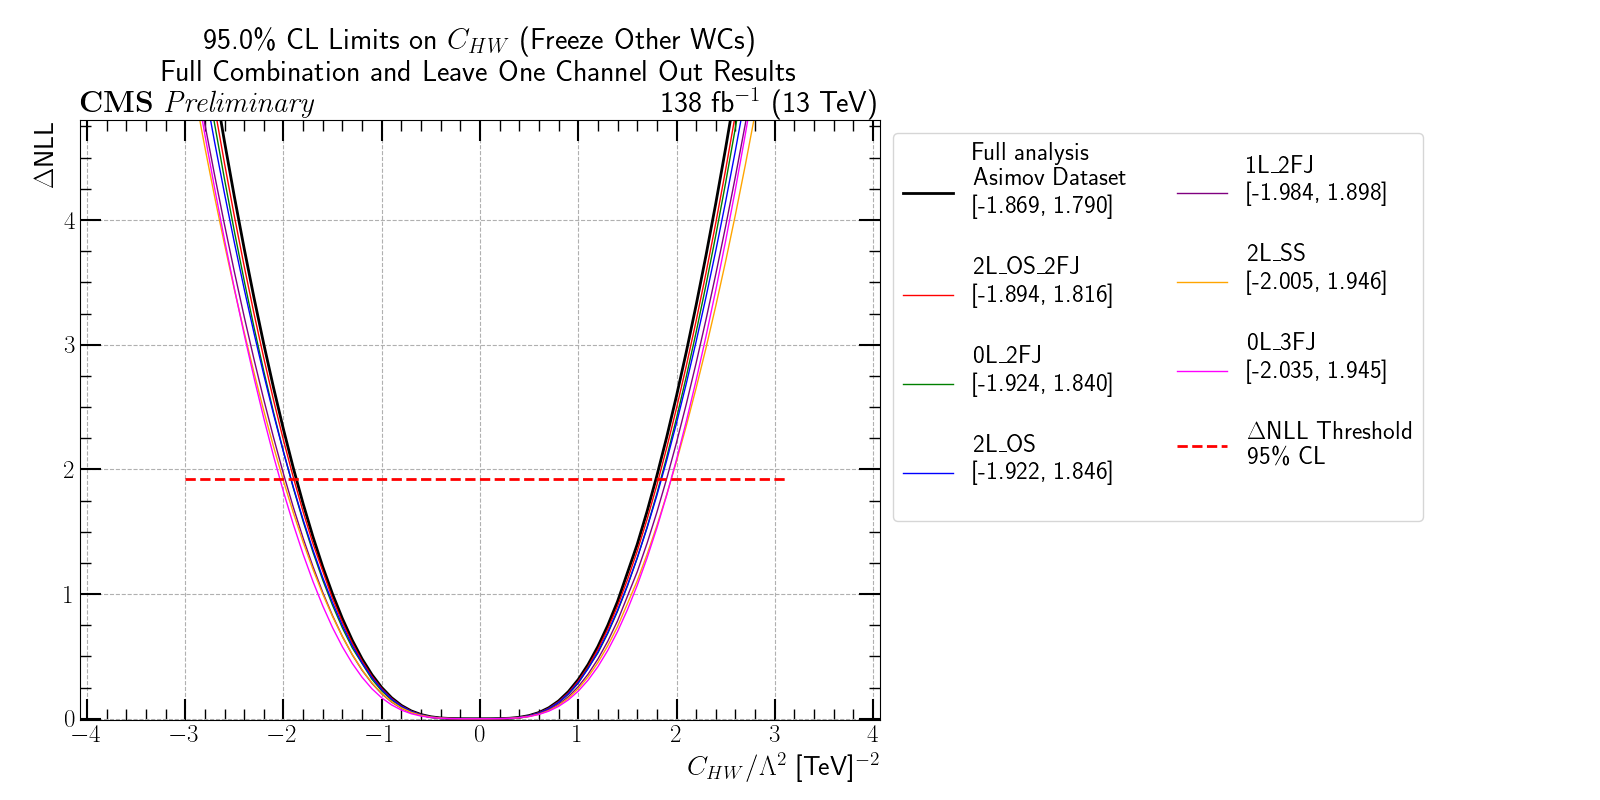 95.0% CL Limits on C_{HW} (Freeze Other WCs)
Full Combination and Leave One Channel Out Results
CMS Preliminary
138 fb^{-1} (13 TeV)
ΔNLL
4
3
2
1
0
−4 −3 −2 −1 0 1 2 3 4
C_{HW}/Λ^2 [TeV]^{-2}
Full analysis
Asimov Dataset
[-1.869, 1.790]
2L_OS_2FJ
[-1.894, 1.816]
0L_2FJ
[-1.924, 1.840]
2L_OS
[-1.922, 1.846]
1L_2FJ
[-1.984, 1.898]
2L_SS
[-2.005, 1.946]
0L_3FJ
[-2.035, 1.945]
ΔNLL Threshold
95% CL